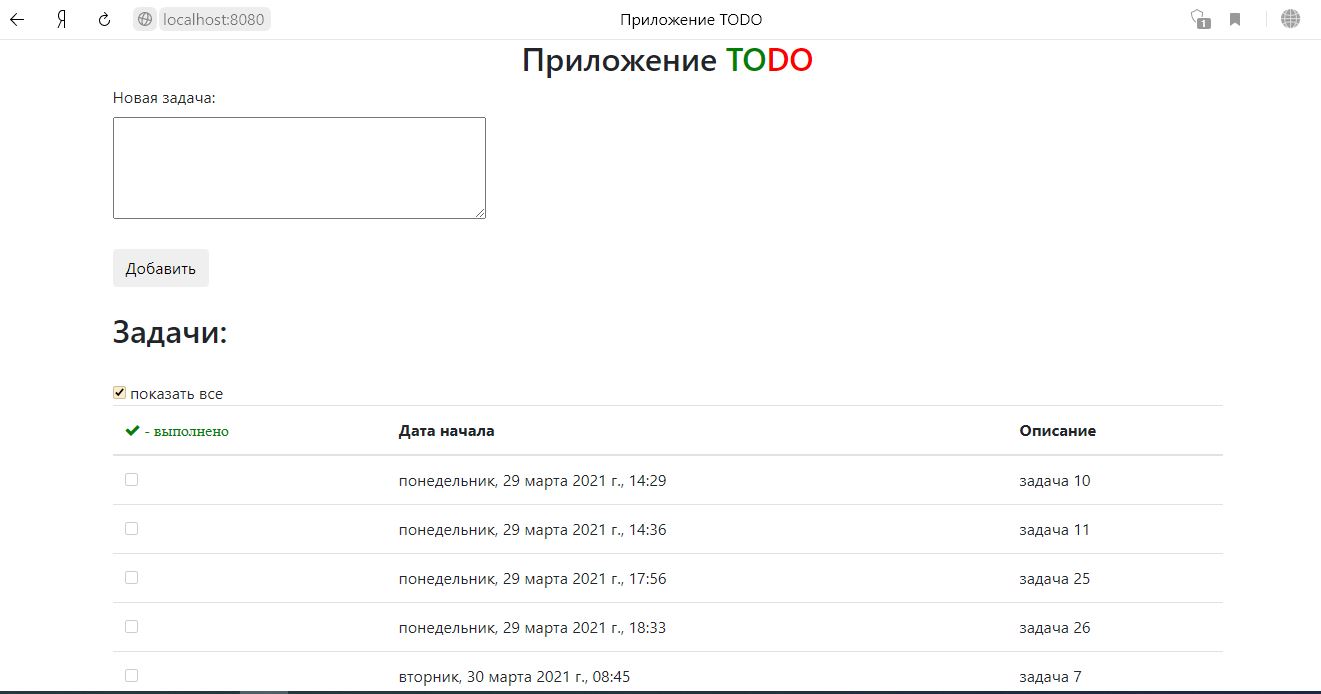 Я localhost:8080 Приложение TODO 1
Приложение TODO
Новая задача:
Добавить
Задачи:
показать все
- выполнено Дата начала Описание
понедельник, 29 марта 2021 г., 14:29 задача 10
понедельник, 29 марта 2021 г., 14:36 задача 11
понедельник, 29 марта 2021 г., 17:56 задача 25
понедельник, 29 марта 2021 г., 18:33 задача 26
вторник, 30 марта 2021 г., 08:45 задача 7